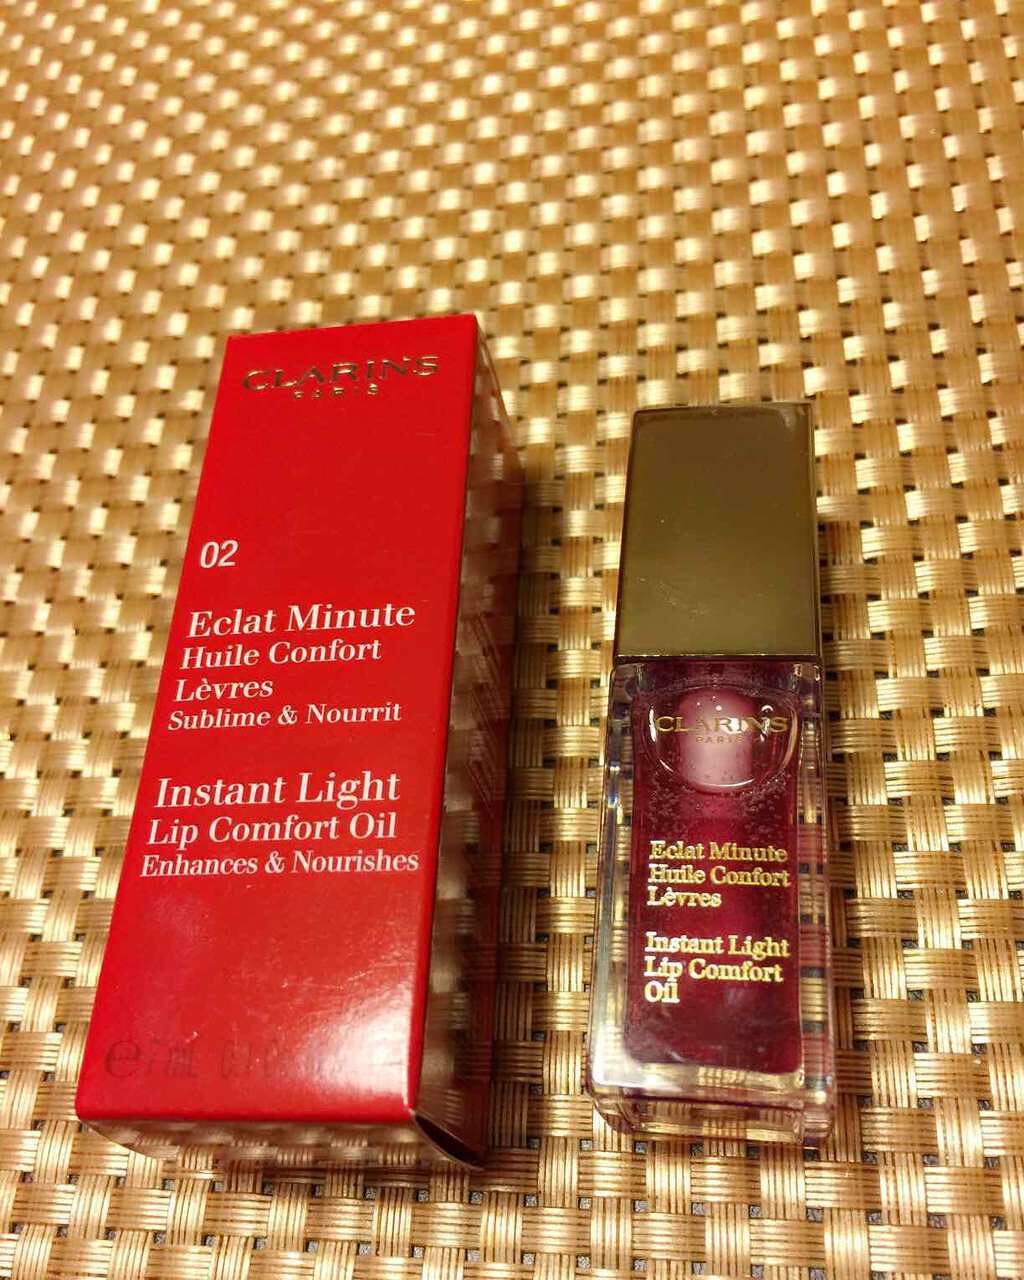 CLARINS
PARIS
02
Eclat Minute
Huile Confort
Lèvres
Sublime & Nourrit
Instant Light
Lip Comfort Oil
Enhances & Nourishes
e 7ml
CLARINS
PARIS
Eclat Minute
Huile Confort
Lèvres
Instant Light
Lip Comfort
Oil